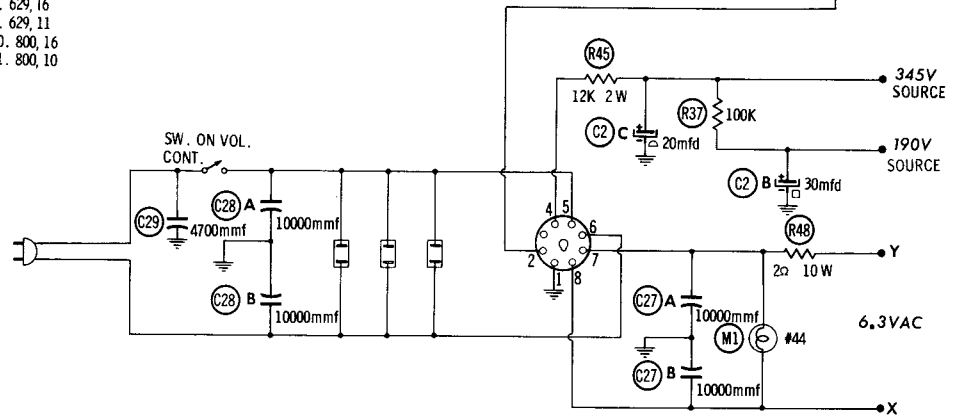 629, 16
. 629, 11
0. 800, 16
. 800, 10
R45
12K 2W
345V
SOURCE
R37
100K
C2 C
20mfd
190V
SOURCE
C2 B
30mfd
SW. ON VOL.
CONT.
C29
4700mmf
C28 A
10000mmf
C28 B
10000mmf
4 5
6
2
7
1 8
R48
2Ω 10W
Y
C27 A
10000mmf
M1
#44
6.3VAC
C27 B
10000mmf
X